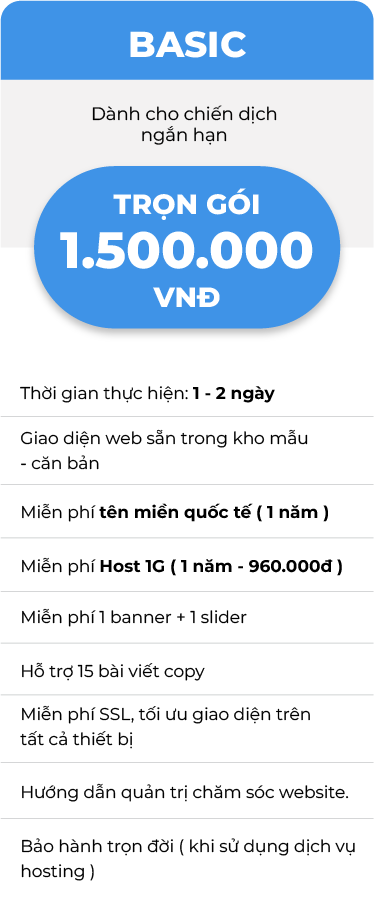 BASIC
Dành cho chiến dịch
ngắn hạn
TRỌN GÓI
1.500.000
VNĐ
Thời gian thực hiện: 1 - 2 ngày
Giao diện web sẵn trong kho mẫu
- căn bản
Miễn phí tên miền quốc tế ( 1 năm )
Miễn phí Host 1G ( 1 năm - 960.000đ )
Miễn phí 1 banner + 1 slider
Hỗ trợ 15 bài viết copy
Miễn phí SSL, tối ưu giao diện trên
tất cả thiết bị
Hướng dẫn quản trị chăm sóc website.
Bảo hành trọn đời ( khi sử dụng dịch vụ
hosting )